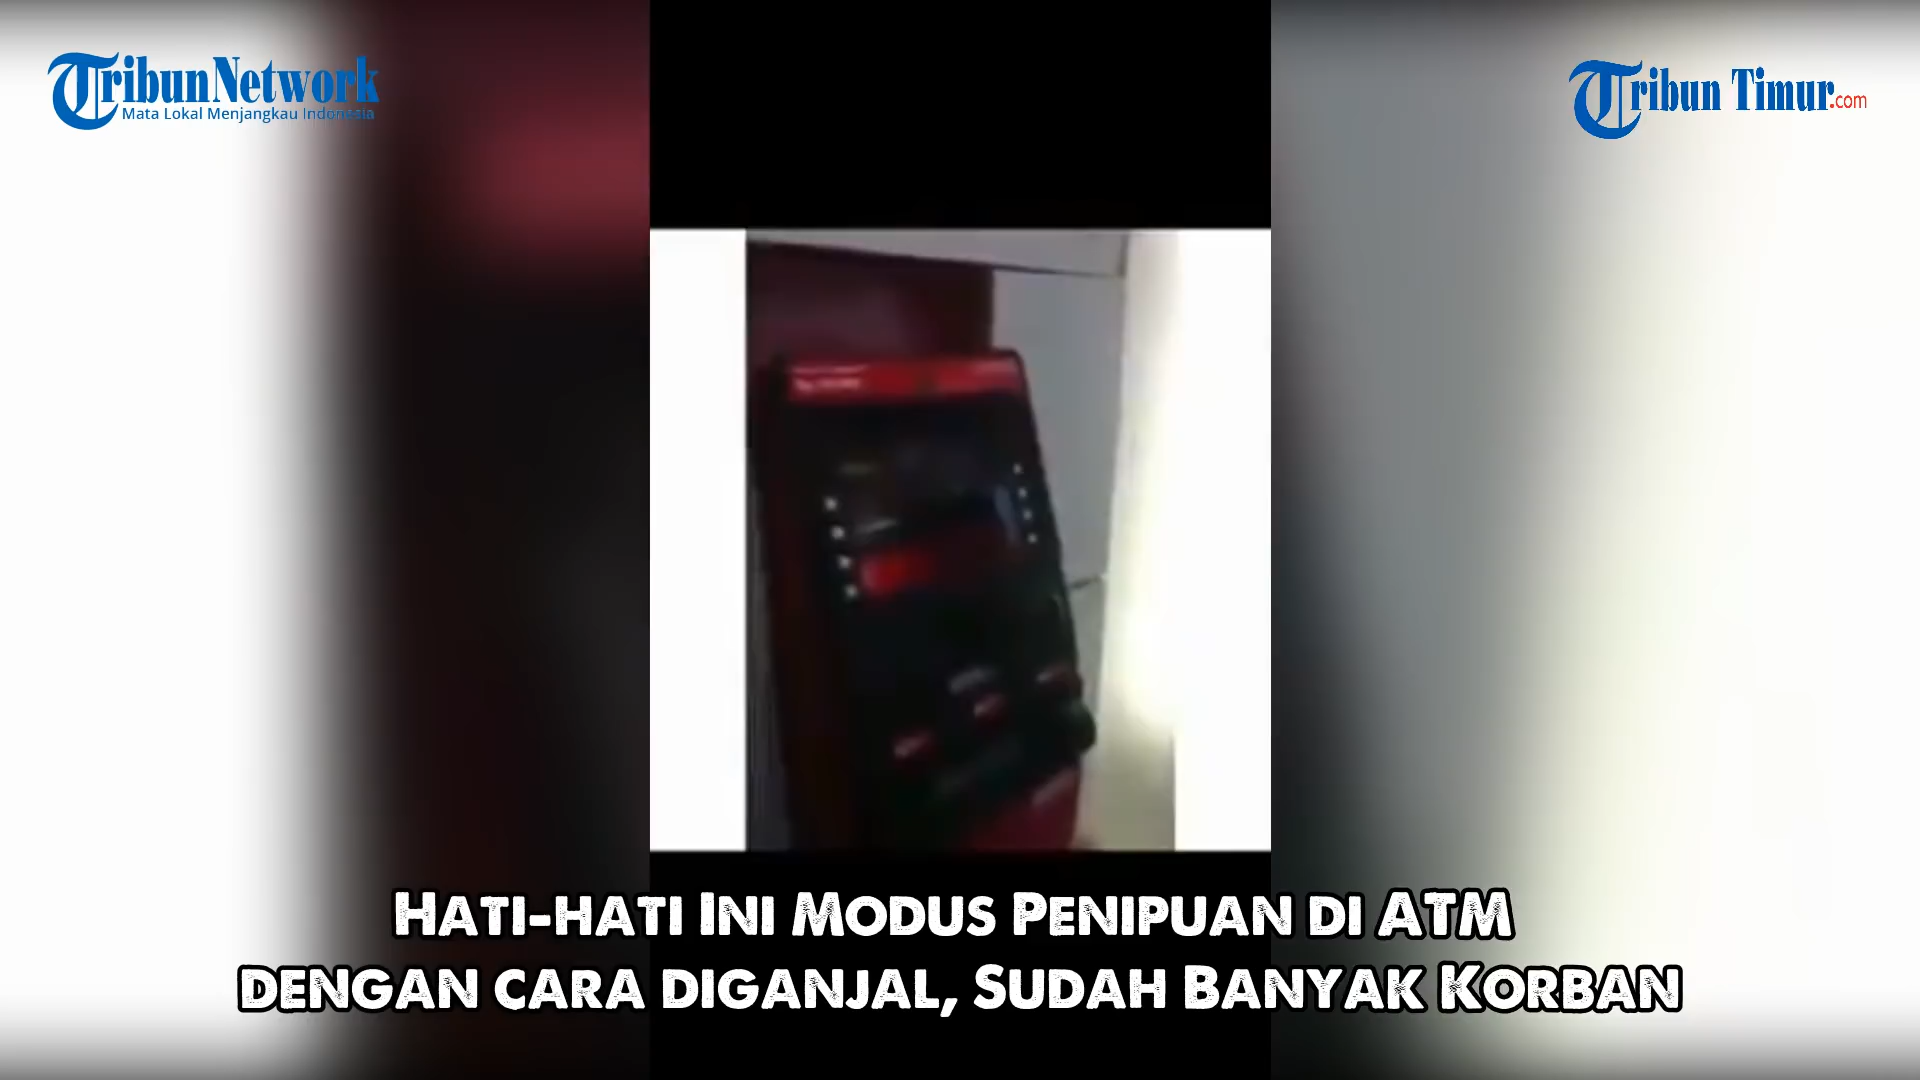 TribunNetwork
Mata Lokal Menjangkau Indonesia
Tribun Timur.com
HATI-HATI INI MODUS PENIPUAN DI ATM
DENGAN CARA DIGANJAL, SUDAH BANYAK KORBAN